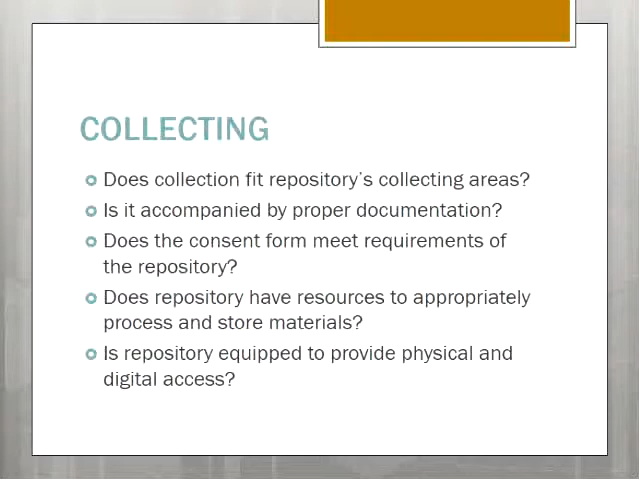 COLLECTING
Does collection fit repository's collecting areas?
Is it accompanied by proper documentation?
Does the consent form meet requirements of
the repository?
Does repository have resources to appropriately
process and store materials?
Is repository equipped to provide physical and
digital access?